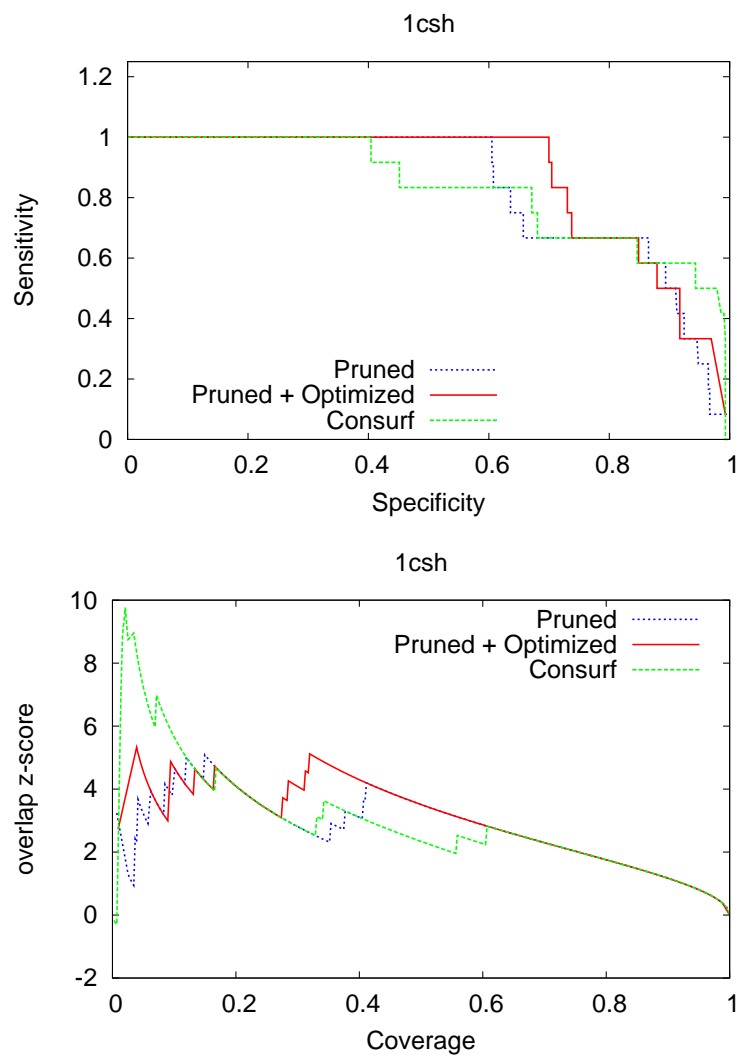 1csh
1.2
1
0.8
0.6
0.4
0.2
0
Sensitivity
Pruned
Pruned + Optimized
Consurf
0 0.2 0.4 0.6 0.8 1
Specificity
1csh
10
8
6
4
2
0
-2
overlap z-score
Pruned
Pruned + Optimized
Consurf
0 0.2 0.4 0.6 0.8 1
Coverage